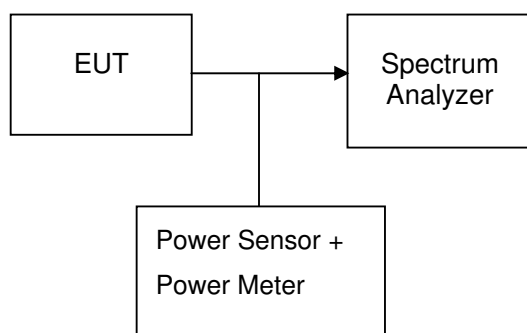 EUT
Spectrum
Analyzer
Power Sensor +
Power Meter